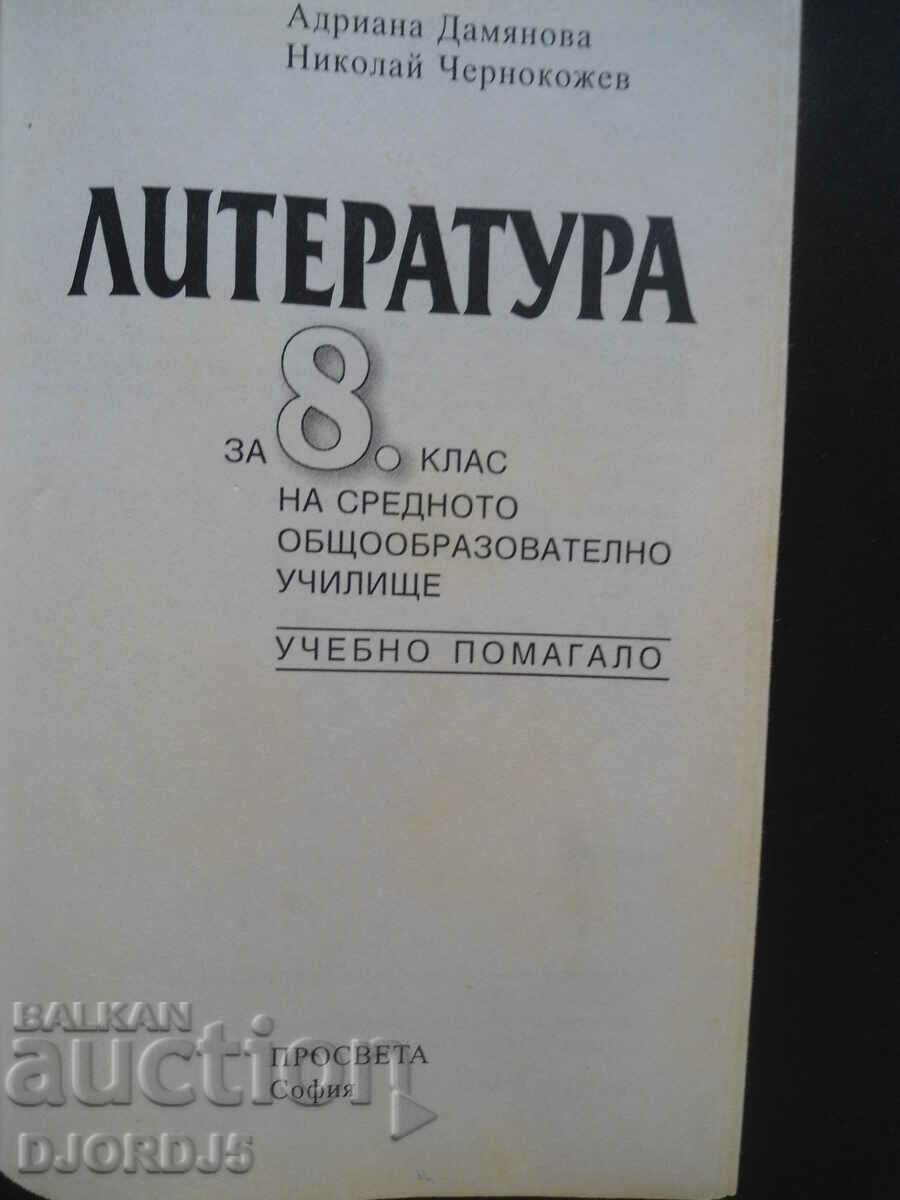 Адриана Дамянова
Николай Чернокожев
ЛИТЕРАТУРА
ЗА 8. КЛАС
НА СРЕДНОТО
ОБЩООБРАЗОВАТЕЛНО
УЧИЛИЩЕ
УЧЕБНО ПОМАГАЛО
ПРОСВЕТА
София
BALKAN
auction
DJORDJ5